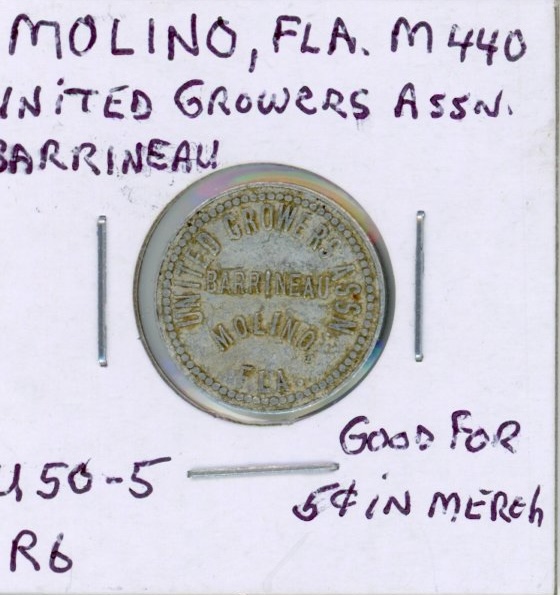 MOLINO, FLA. M440
UNITED GROWERS ASSN.
BARRINEAU
UNITED GROWERS ASSN
BARRINEAU
MOLINO,
FLA.
GOOD FOR
5¢ IN MERCH
U50-5
R6